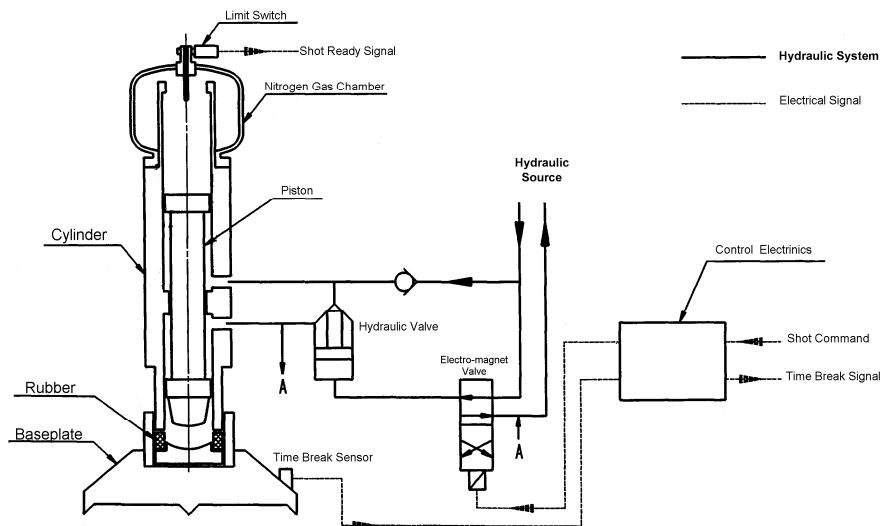 Limit Switch
Shot Ready Signal
Nitrogen Gas Chamber
Hydraulic System
Electrical Signal
Hydraulic
Source
Piston
Cylinder
Control Electrinics
Hydraulic Valve
Electro-magnet
Valve
Shot Command
Time Break Signal
A
A
Rubber
Baseplate
Time Break Sensor